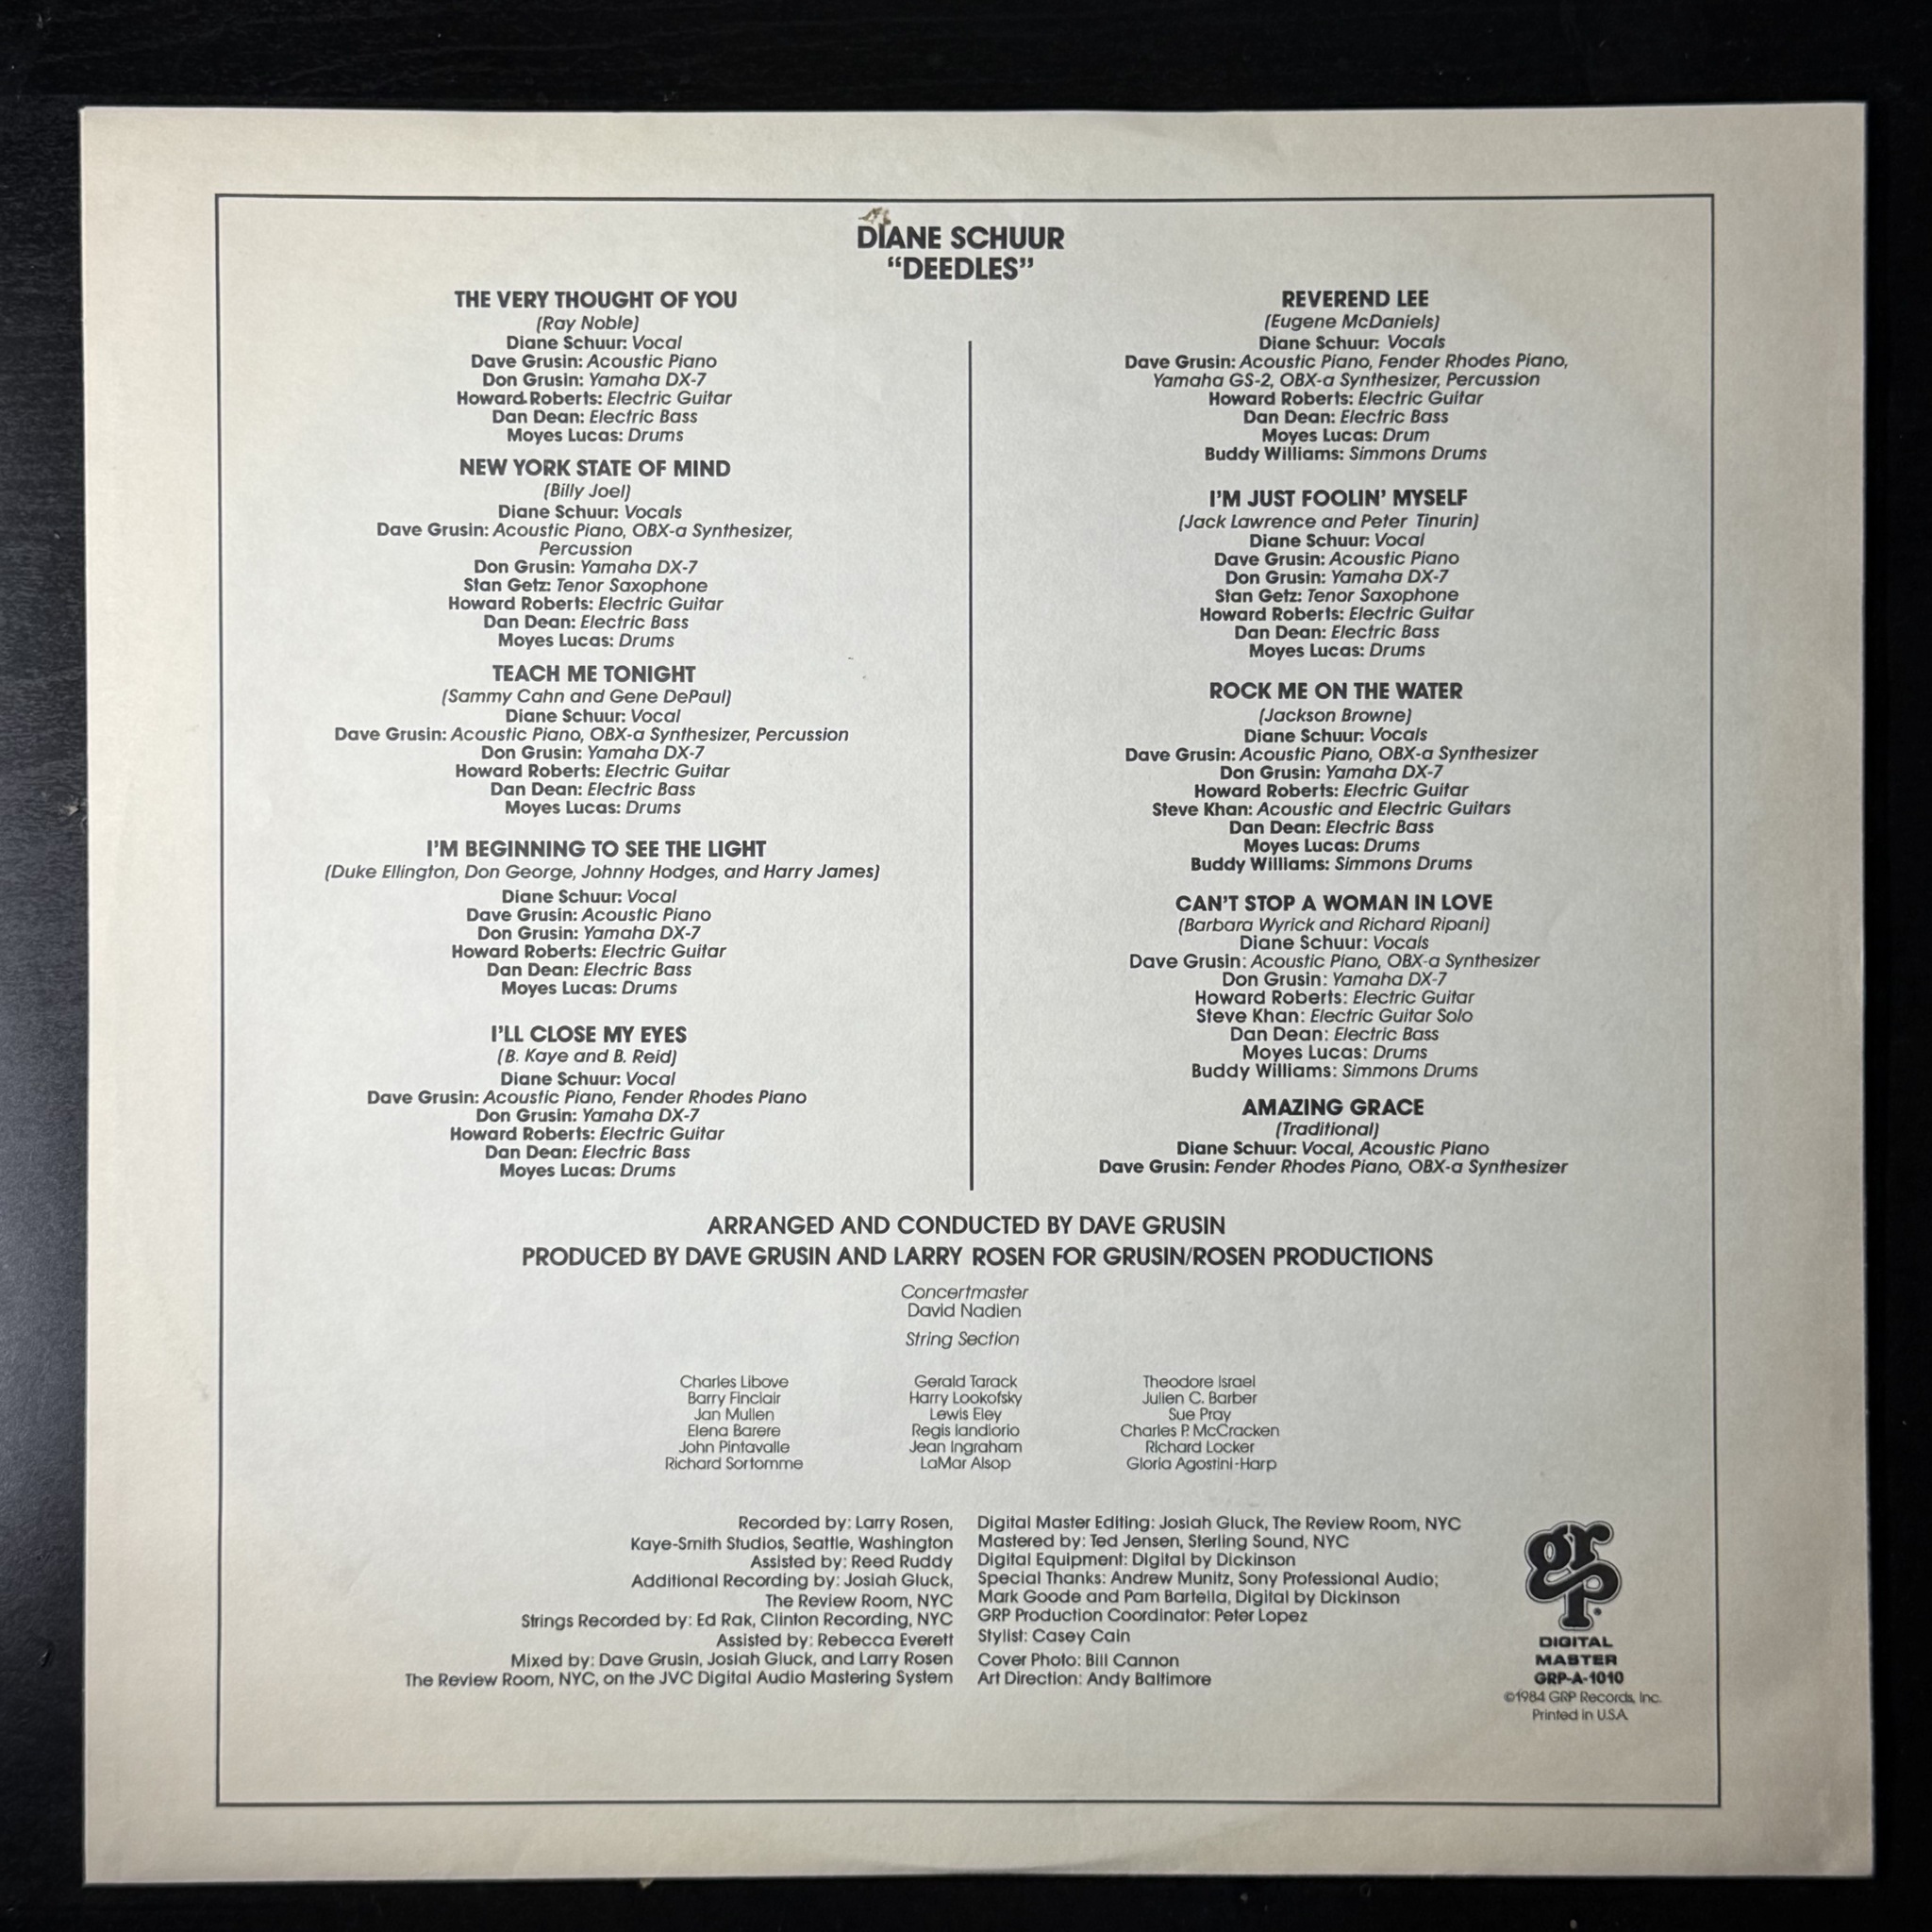 DIANE SCHUUR
“DEEDLES”
THE VERY THOUGHT OF YOU
(Ray Noble)
Diane Schuur: Vocal
Dave Grusin: Acoustic Piano
Don Grusin: Yamaha DX-7
Howard Roberts: Electric Guitar
Dan Dean: Electric Bass
Moyes Lucas: Drums
NEW YORK STATE OF MIND
(Billy Joel)
Diane Schuur: Vocals
Dave Grusin: Acoustic Piano, OBX-a Synthesizer,
Percussion
Don Grusin: Yamaha DX-7
Stan Getz: Tenor Saxophone
Howard Roberts: Electric Guitar
Dan Dean: Electric Bass
Moyes Lucas: Drums
TEACH ME TONIGHT
(Sammy Cahn and Gene DePaul)
Diane Schuur: Vocal
Dave Grusin: Acoustic Piano, OBX-a Synthesizer, Percussion
Don Grusin: Yamaha DX-7
Howard Roberts: Electric Guitar
Dan Dean: Electric Bass
Moyes Lucas: Drums
I’M BEGINNING TO SEE THE LIGHT
(Duke Ellington, Don George, Johnny Hodges, and Harry James)
Diane Schuur: Vocal
Dave Grusin: Acoustic Piano
Don Grusin: Yamaha DX-7
Howard Roberts: Electric Guitar
Dan Dean: Electric Bass
Moyes Lucas: Drums
I’LL CLOSE MY EYES
(B. Kaye and B. Reid)
Diane Schuur: Vocal
Dave Grusin: Acoustic Piano, Fender Rhodes Piano
Don Grusin: Yamaha DX-7
Howard Roberts: Electric Guitar
Dan Dean: Electric Bass
Moyes Lucas: Drums
REVEREND LEE
(Eugene McDaniels)
Diane Schuur: Vocals
Dave Grusin: Acoustic Piano, Fender Rhodes Piano,
Yamaha GS-2, OBX-a Synthesizer, Percussion
Howard Roberts: Electric Guitar
Dan Dean: Electric Bass
Moyes Lucas: Drum
Buddy Williams: Simmons Drums
I’M JUST FOOLIN’ MYSELF
(Jack Lawrence and Peter Tinurin)
Diane Schuur: Vocal
Dave Grusin: Acoustic Piano
Don Grusin: Yamaha DX-7
Stan Getz: Tenor Saxophone
Howard Roberts: Electric Guitar
Dan Dean: Electric Bass
Moyes Lucas: Drums
ROCK ME ON THE WATER
(Jackson Browne)
Diane Schuur: Vocals
Dave Grusin: Acoustic Piano, OBX-a Synthesizer
Don Grusin: Yamaha DX-7
Howard Roberts: Electric Guitar
Steve Khan: Acoustic and Electric Guitars
Dan Dean: Electric Bass
Moyes Lucas: Drums
Buddy Williams: Simmons Drums
CAN’T STOP A WOMAN IN LOVE
(Barbara Wyrick and Richard Ripani)
Diane Schuur: Vocals
Dave Grusin: Acoustic Piano, OBX-a Synthesizer
Don Grusin: Yamaha DX-7
Howard Roberts: Electric Guitar
Steve Khan: Electric Guitar Solo
Dan Dean: Electric Bass
Moyes Lucas: Drums
Buddy Williams: Simmons Drums
AMAZING GRACE
(Traditional)
Diane Schuur: Vocal, Acoustic Piano
Dave Grusin: Fender Rhodes Piano, OBX-a Synthesizer
ARRANGED AND CONDUCTED BY DAVE GRUSIN
PRODUCED BY DAVE GRUSIN AND LARRY ROSEN FOR GRUSIN/ROSEN PRODUCTIONS
Concertmaster
David Nadien
String Section
Charles Libove
Barry Finclair
Jan Mullen
Elena Barere
John Pintavalle
Richard Sortomme
Gerald Tarack
Harry Lookofsky
Lewis Eley
Regis Iandiorio
Jean Ingraham
LaMar Alsop
Theodore Israel
Julien C. Barber
Sue Pray
Charles P. McCracken
Richard Locker
Gloria Agostini-Harp
Recorded by: Larry Rosen,
Kaye-Smith Studios, Seattle, Washington
Assisted by: Reed Ruddy
Additional Recording by: Josiah Gluck,
The Review Room, NYC
Strings Recorded by: Ed Rak, Clinton Recording, NYC
Assisted by: Rebecca Everett
Mixed by: Dave Grusin, Josiah Gluck, and Larry Rosen
The Review Room, NYC, on the JVC Digital Audio Mastering System
Digital Master Editing: Josiah Gluck, The Review Room, NYC
Mastered by: Ted Jensen, Sterling Sound, NYC
Digital Equipment: Digital by Dickinson
Special Thanks: Andrew Munitz, Sony Professional Audio;
Mark Goode and Pam Bartella, Digital by Dickinson
GRP Production Coordinator: Peter Lopez
Stylist: Casey Cain
Cover Photo: Bill Cannon
Art Direction: Andy Baltimore
grp
DIGITAL
MASTER
GRP-A-1010
©1984 GRP Records, Inc.
Printed in U.S.A.